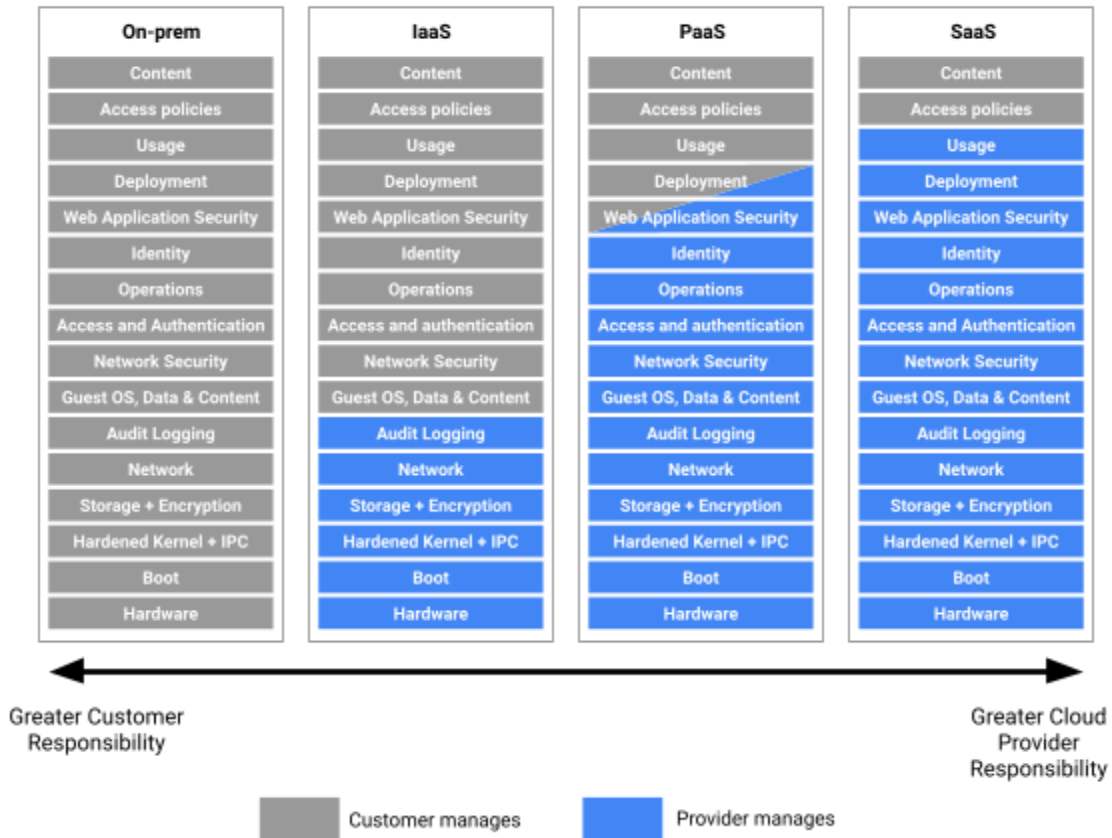 On-prem
Content
Access policies
Usage
Deployment
Web Application Security
Identity
Operations
Access and Authentication
Network Security
Guest OS, Data & Content
Audit Logging
Network
Storage + Encryption
Hardened Kernel + IPC
Boot
Hardware
IaaS
Content
Access policies
Usage
Deployment
Web Application Security
Identity
Operations
Access and authentication
Network Security
Guest OS, Data & Content
Audit Logging
Network
Storage + Encryption
Hardened Kernel + IPC
Boot
Hardware
PaaS
Content
Access policies
Usage
Deployment
Web Application Security
Identity
Operations
Access and authentication
Network Security
Guest OS, Data & Content
Audit Logging
Network
Storage + Encryption
Hardened Kernel + IPC
Boot
Hardware
SaaS
Content
Access policies
Usage
Deployment
Web Application Security
Identity
Operations
Access and Authentication
Network Security
Guest OS, Data & Content
Audit Logging
Network
Storage + Encryption
Hardened Kernel + IPC
Boot
Hardware
Greater Customer
Responsibility
Greater Cloud
Provider
Responsibility
Customer manages
Provider manages